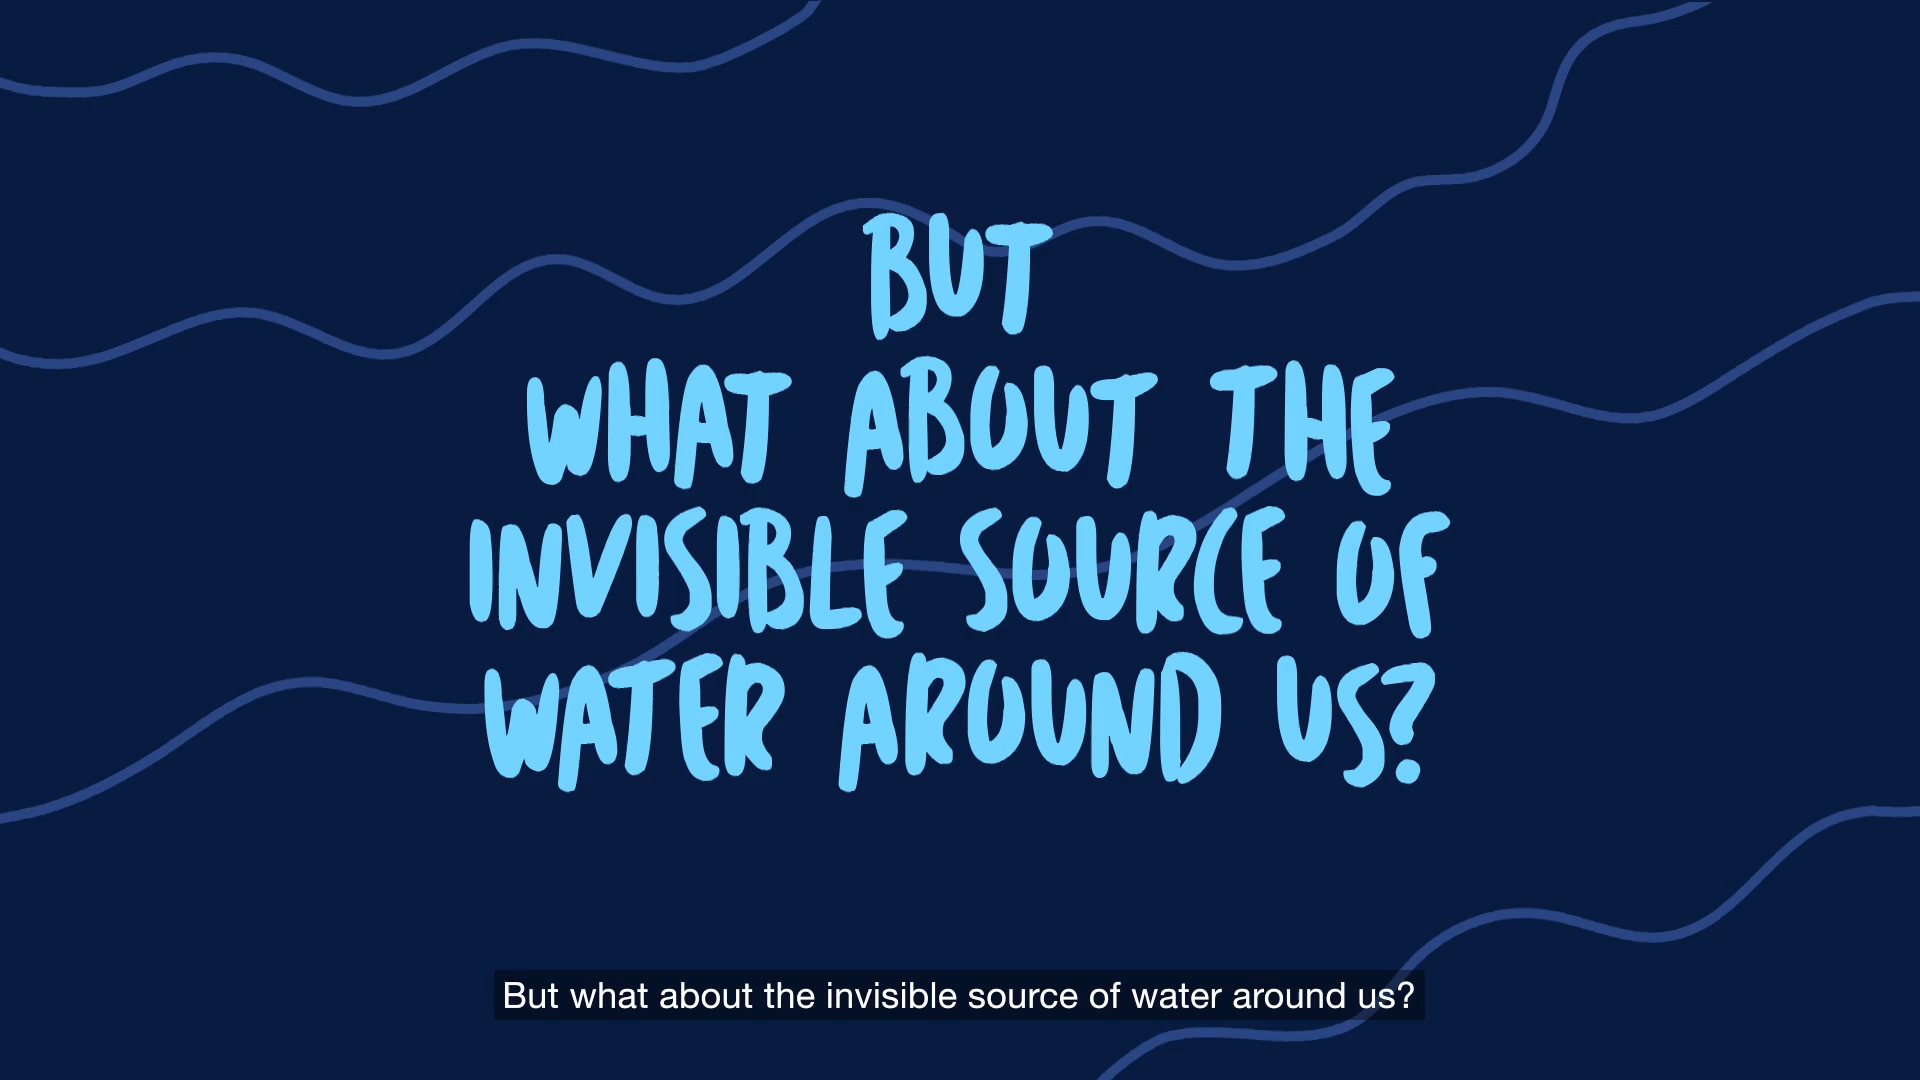 BUT
WHAT ABOUT THE
INVISIBLE SOURCE OF
WATER AROUND US?
But what about the invisible source of water around us?